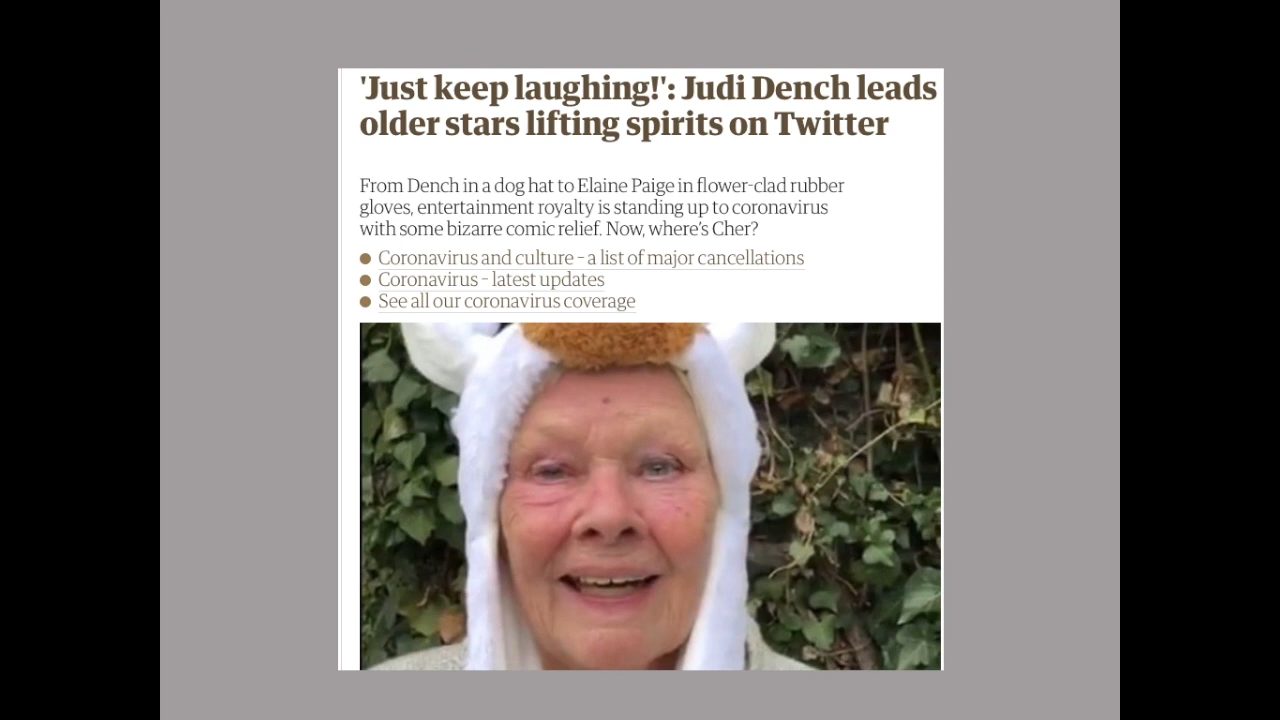 'Just keep laughing!': Judi Dench leads
older stars lifting spirits on Twitter
From Dench in a dog hat to Elaine Paige in flower-clad rubber
gloves, entertainment royalty is standing up to coronavirus
with some bizarre comic relief. Now, where's Cher?
Coronavirus and culture – a list of major cancellations
Coronavirus – latest updates
See all our coronavirus coverage